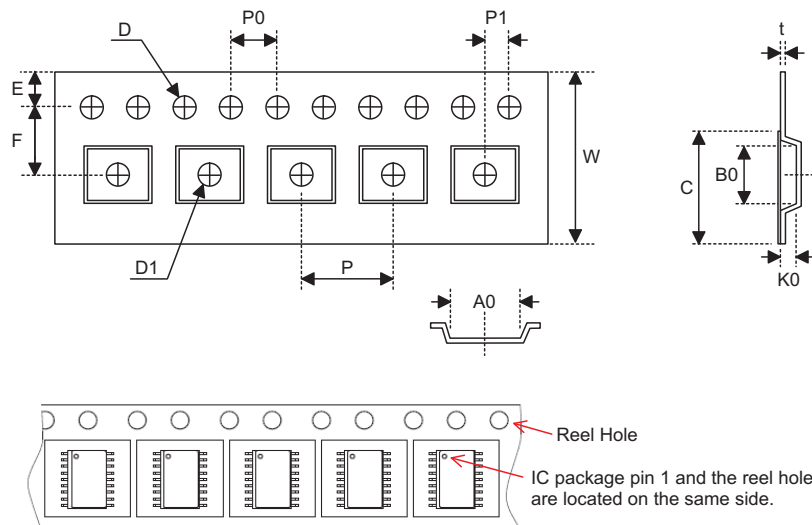 D
P0
P1
t
E
F
W
C
B0
D1
P
K0
A0
Reel Hole
IC package pin 1 and the reel hole
are located on the same side.